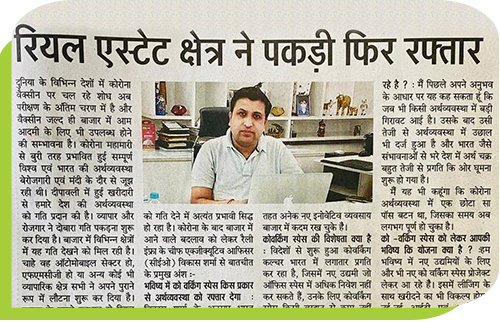 रियल एस्टेट क्षेत्र ने पकड़ी फिर रफ्तार
दुनिया के विभिन्न देशों में कोरोना
वैक्सीन पर चल रहे शोध अब
परीक्षण के अंतिम चरण में है और
वैक्सीन जल्द ही बाजार में आम
आदमी के लिए भी उपलब्ध होने
की सम्भावना है। कोरोना महामारी
से बुरी तरह प्रभावित हुई सम्पूर्ण
विश्व एवं भारत की अर्थव्यवस्था
बेरोजगारी एवं मंदी के दौर से जूझ
रही थी। दीपावली में हुई खरीददारी
से हमारे देश की अर्थव्यवस्था
को गति प्रदान की है। व्यापार और
रोजगार ने दोबारा गति पकड़ना शुरू
कर दिया है। बाजार में विभिन्न क्षेत्रों
में यह गति देखने को मिल रही है।
चाहे वह ऑटोमोबाइल सेक्टर हो,
एफएमसीजी हो या अन्य कोई भी
व्यापारिक क्षेत्र सभी ने अपने पुराने
रूप में लौटना शुरू कर दिया है।
को गति देने में अत्यंत प्रभावी सिद्ध
हो रहा है। कोरोना के बाद बाजार में
आने वाले बदलाव को लेकर रैली
इंफ्रा के चीफ एक्जीक्यूटिव आफिसर
(सीईओ) विकास शर्मा से बातचीत
के प्रमुख अंश:-
भविष्य में को वर्किंग स्पेस किस प्रकार
से अर्थव्यवस्था को रफ्तार देगा :
तहत अनेक नए इनोवेटिव व्यवसाय
बाजार में कदम रख चुके है।
कोवर्किंग स्पेस की विशेषता क्या है
: विदेशों से शुरू हुआ कोवर्किंग
कल्चर भारत में लगातार प्रगति
कर रहा है, जिसमें नए उद्यमी जो
ऑफिस स्पेस में अधिक निवेश नहीं
कर सकते हैं, उनके लिए कोवर्किंग
रहे है ? : मैं पिछले अपने अनुभव
के आधार पर यह कह सकता हूं कि
जब भी किसी अर्थव्यवस्था में बड़ी
गिरावट आई है। उसके बाद उसी
तेजी से अर्थव्यवस्था में उछाल
भी दर्ज हुआ है और भारत जैसे
संभावनाओं से भरे देश में अर्थ चक्र
बहुत तेजी से प्रगति कि ओर घूमना
शुरू हो गया है।
मैं यह भी कहूंगा कि कोरोना
अर्थव्यवस्था में एक छोटा सा
पॉस बटन था, जिसका समय अब
लगभग पूर्ण हो चुका है।
को -वर्किंग स्पेस को लेकर आपकी
भविष्य कि योजना क्या है ? हम
भविष्य में नए उद्यमियों के लिए
और भी नए को वर्किंग स्पेस प्रोजेक्ट
लेकर आ रहे है। इसमें लीजिंग के
साथ खरीदने का भी विकल्प होगा